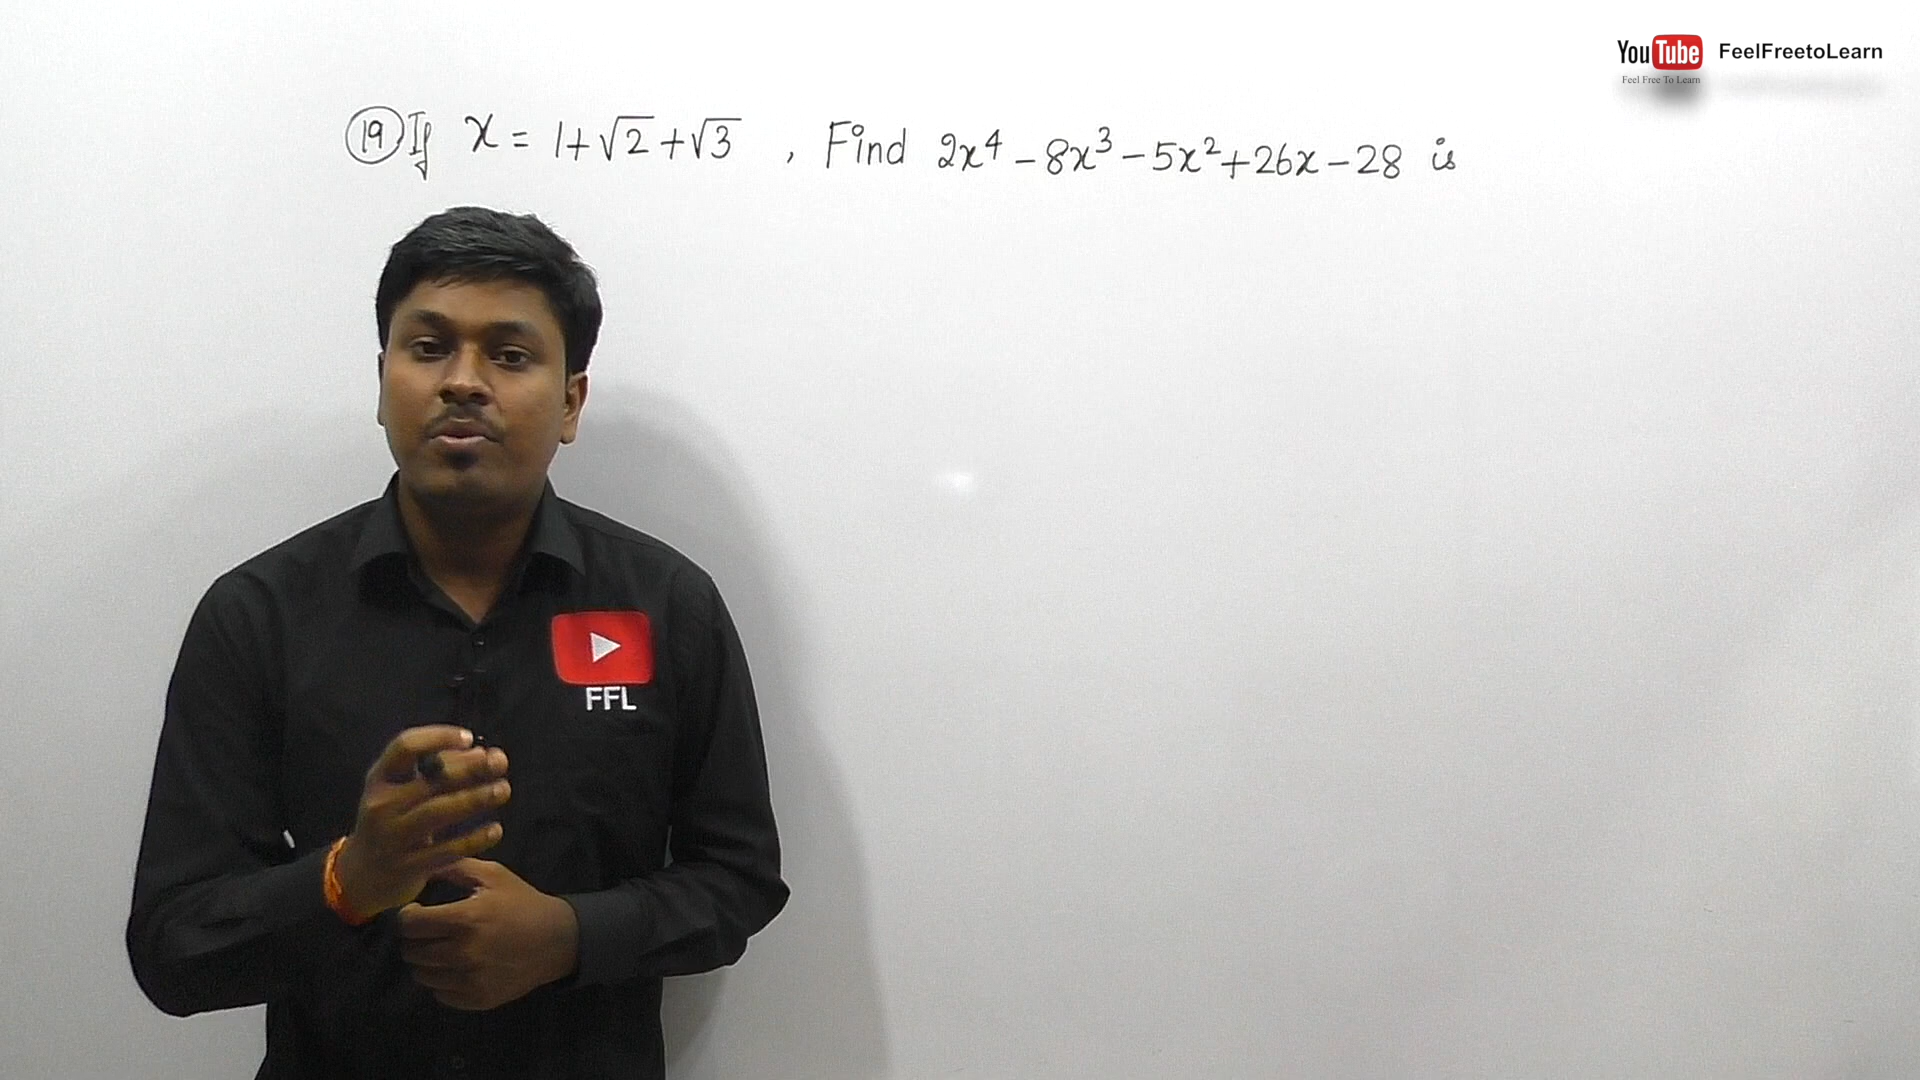 YouTube FeelFreetoLearn
Feel Free To Learn
19 If x = 1+√2+√3 , Find 2x⁴ - 8x³ - 5x² + 26x - 28 is
FFL